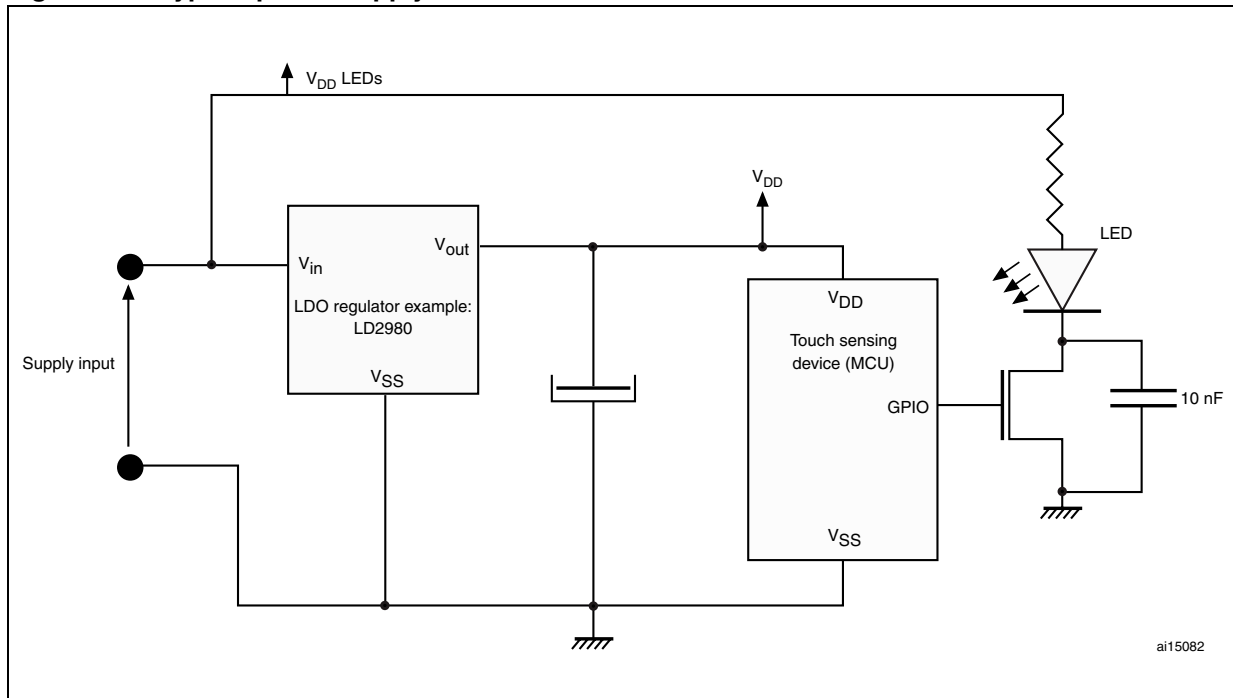 V_DD LEDs
V_DD
LED
V_in
V_out
LDO regulator example:
LD2980
V_SS
Supply input
V_DD
Touch sensing
device (MCU)
GPIO
V_SS
10 nF
ai15082